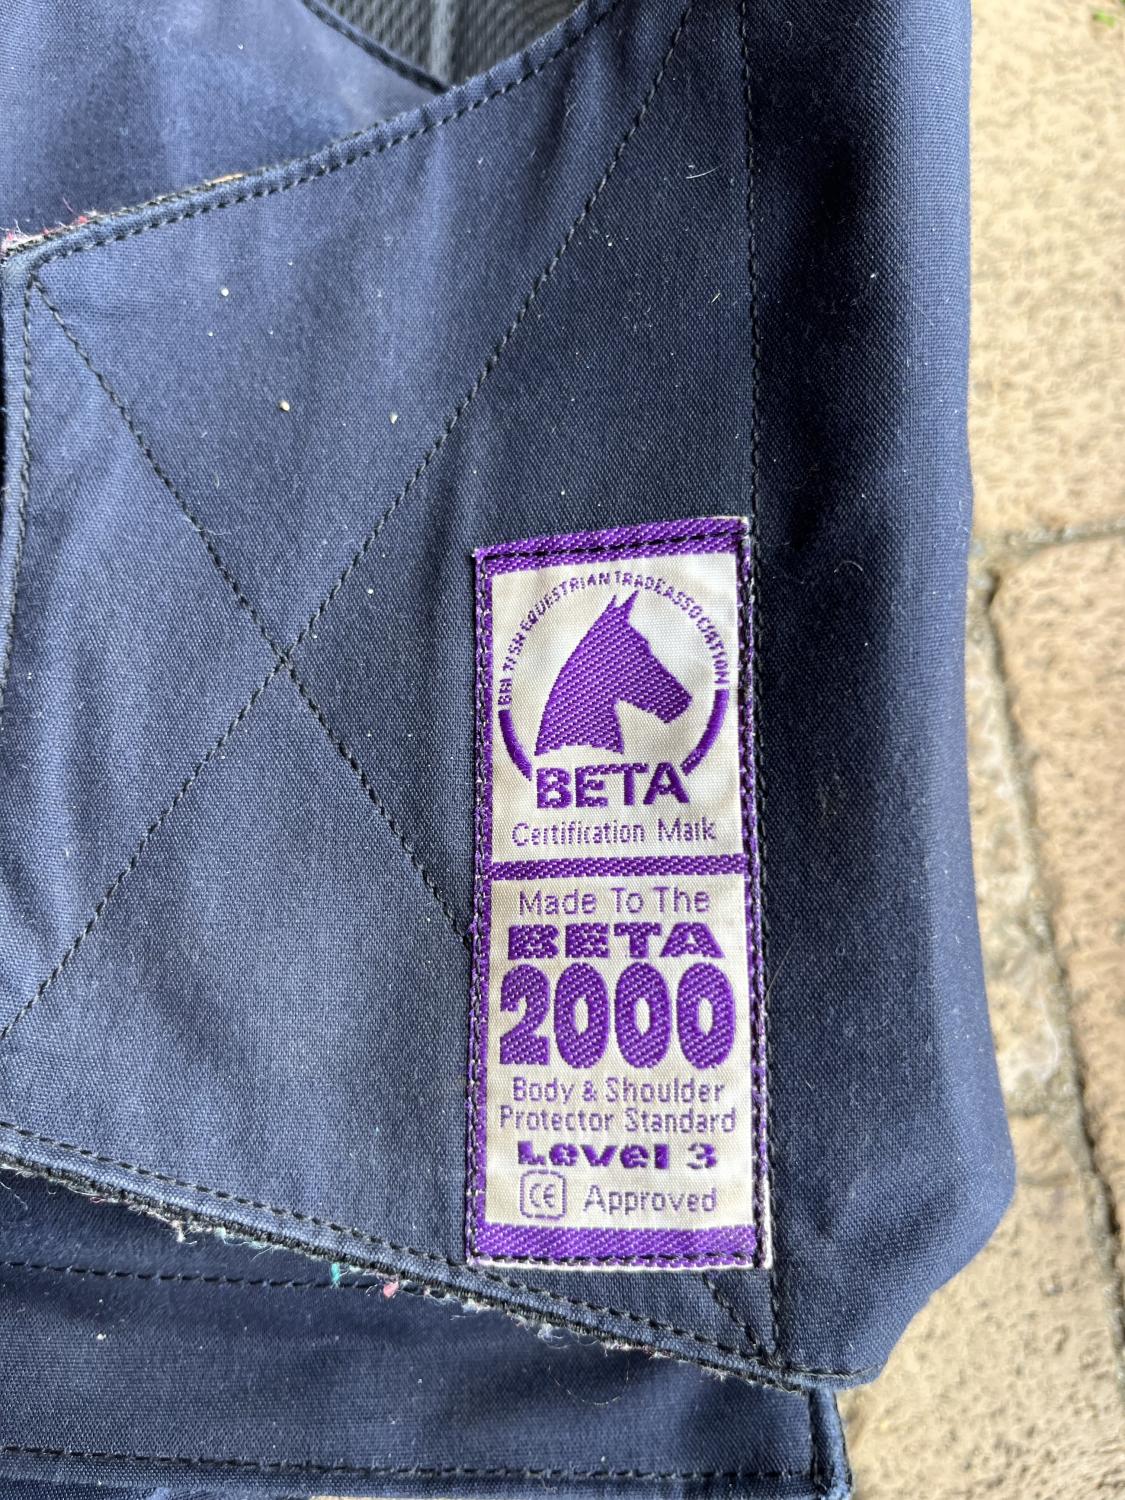 BRITISH EQUESTRIAN TRADE ASSOCIATION
BETA
Certification Mark
Made To The
BETA
2000
Body & Shoulder
Protector Standard
Level 3
CE Approved